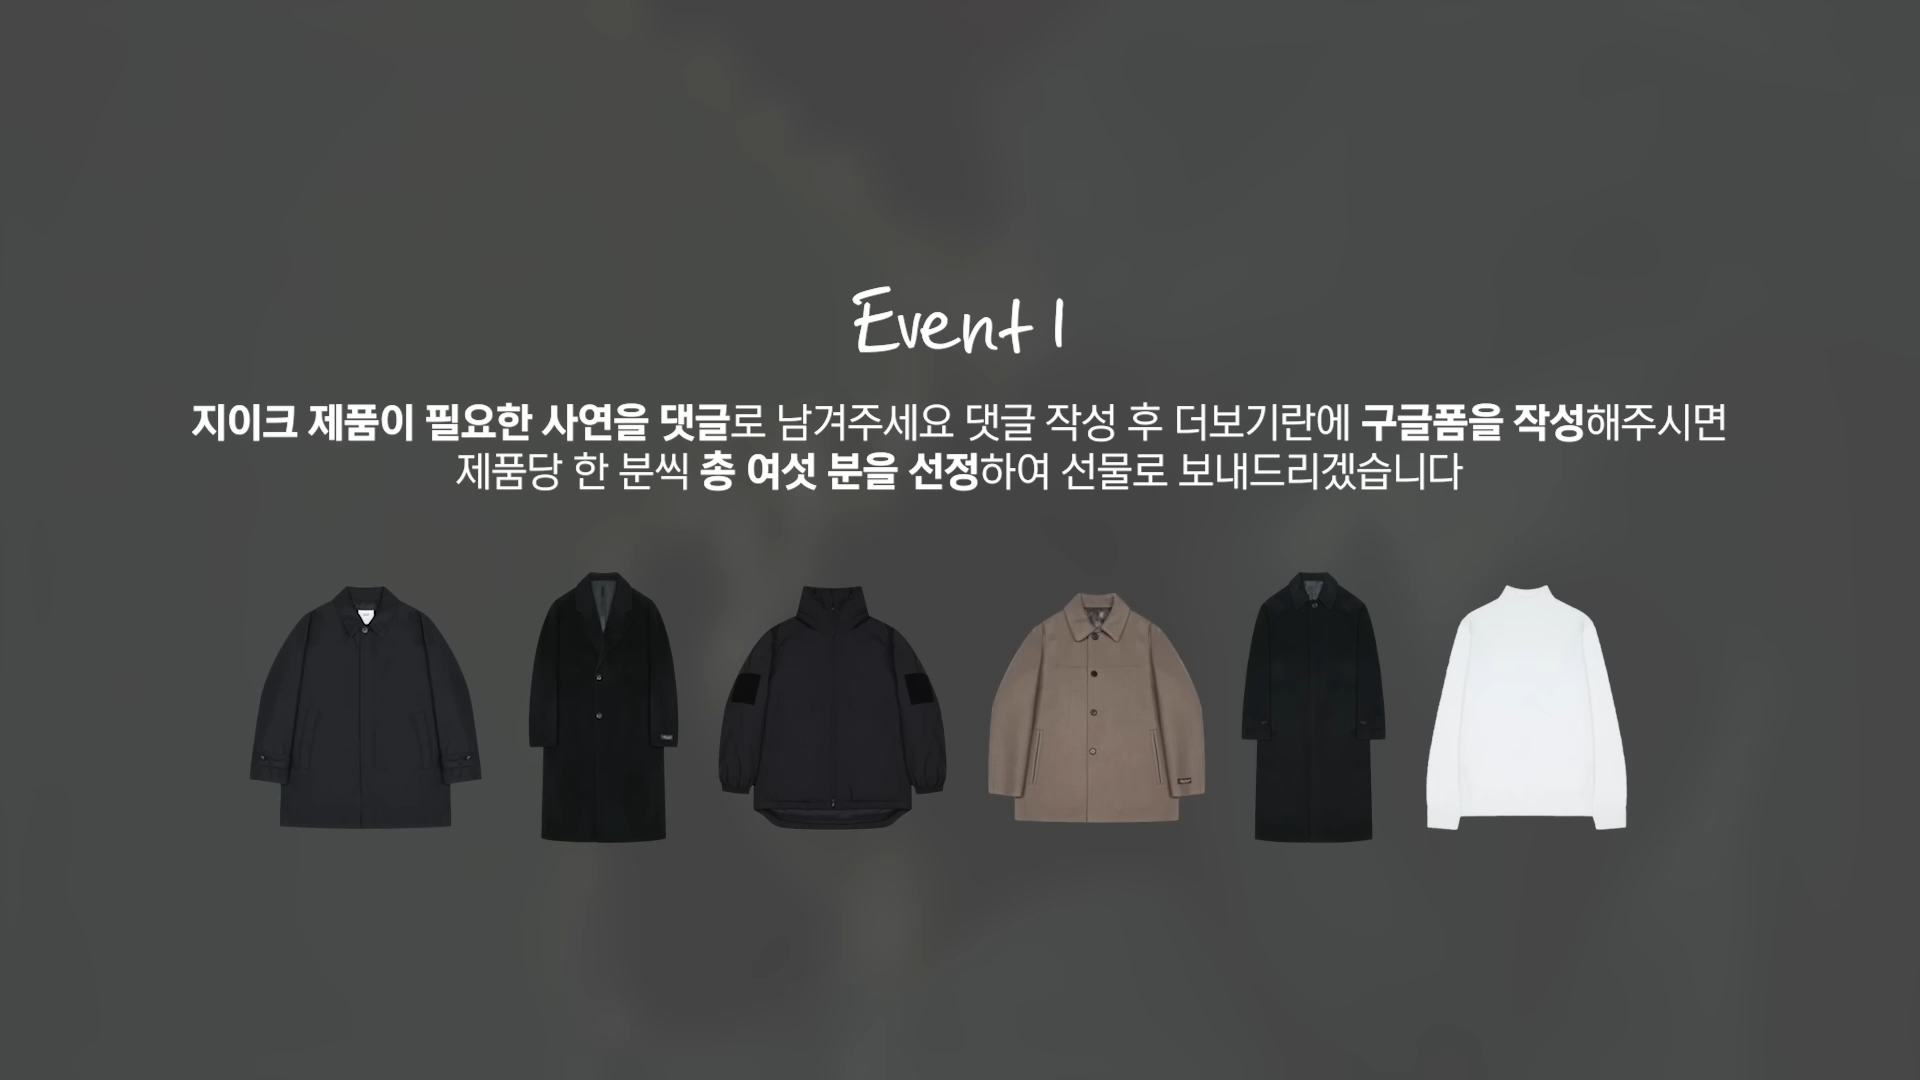 Event 1
지이크 제품이 필요한 사연을 댓글로 남겨주세요 댓글 작성 후 더보기란에 구글폼을 작성해주시면
제품당 한 분씩 총 여섯 분을 선정하여 선물로 보내드리겠습니다